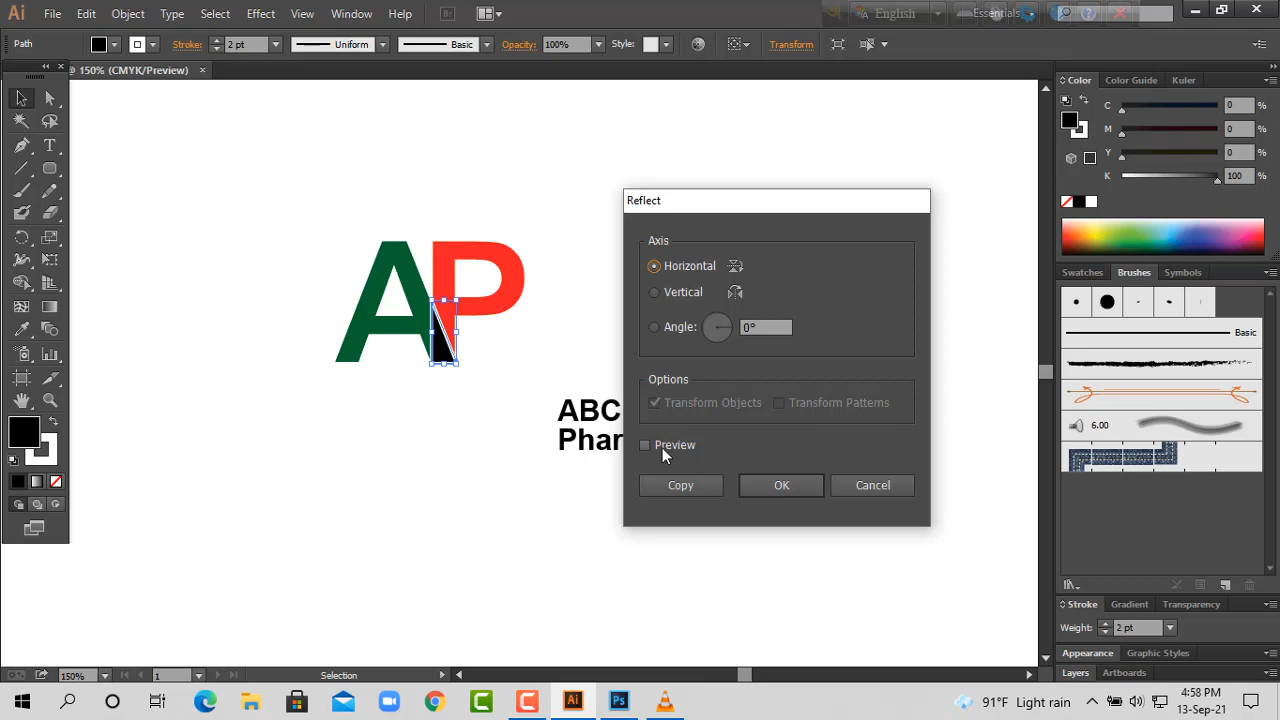 Ai File Edit Object Type Select Effect View Window Help Br English Essentials
Path Stroke: 2 pt Uniform Basic Opacity: 100% Style: Transform
@ 150% (CMYK/Preview)
Color Color Guide Kuler
C 0 %
M 0 %
Y 0 %
K 100 %
Swatches Brushes Symbols
Basic
6.00
Stroke Gradient Transparency
Weight: 2 pt
Appearance Graphic Styles
Layers Artboards
AP
ABC
Phar
Reflect
Axis
Horizontal
Vertical
Angle: 0°
Options
Transform Objects Transform Patterns
Preview
Copy OK Cancel
150% 1 Selection
Ai Ps 91°F Light rain 4:58 PM
13-Sep-21